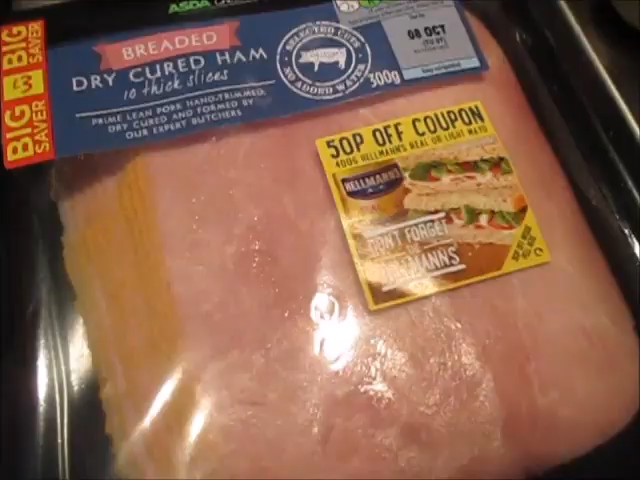 ASDA
BIG BIG
SAVER
£3
BIG
SAVER
BREADED
DRY CURED HAM
10 thick slices
PRIME LEAN PORK HAND-TRIMMED,
DRY CURED AND FORMED BY
OUR EXPERT BUTCHERS
SELECTED CUTS
NO ADDED WATER
300g
08 OCT
50P OFF COUPON
400G HELLMANN'S REAL OR LIGHT MAYO
HELLMANN'S
DON'T FORGET
HELLMANN'S